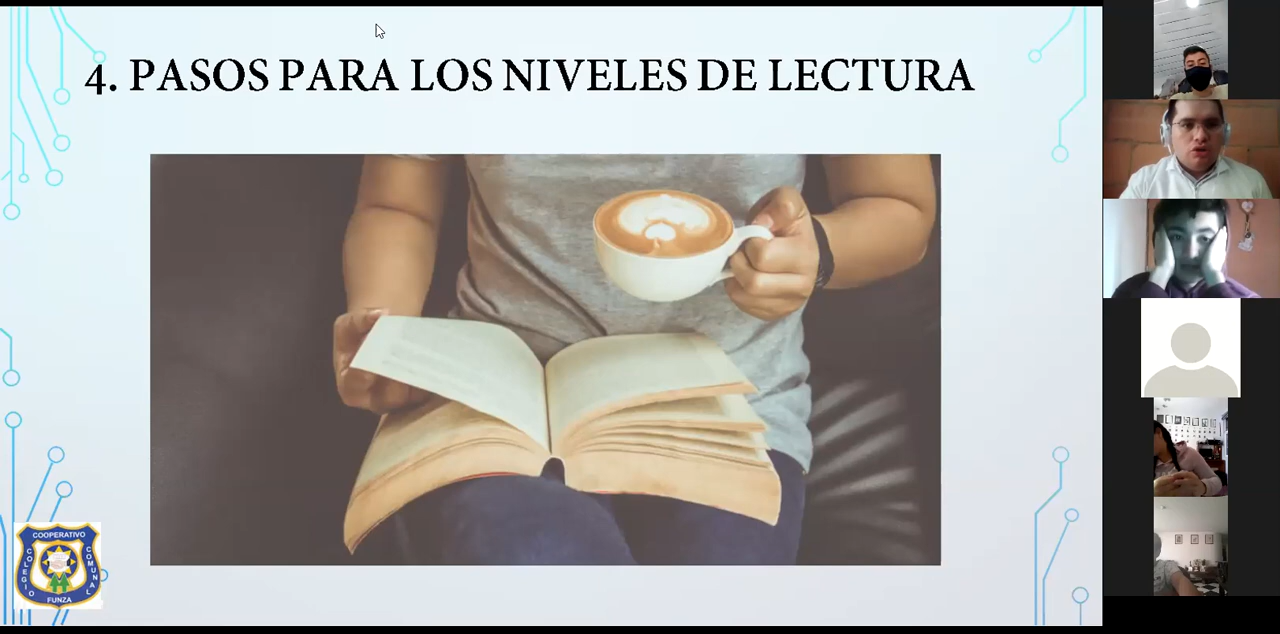 4. PASOS PARA LOS NIVELES DE LECTURA
COOPERATIVO
COLEGIO
COMUNAL
FUNZA